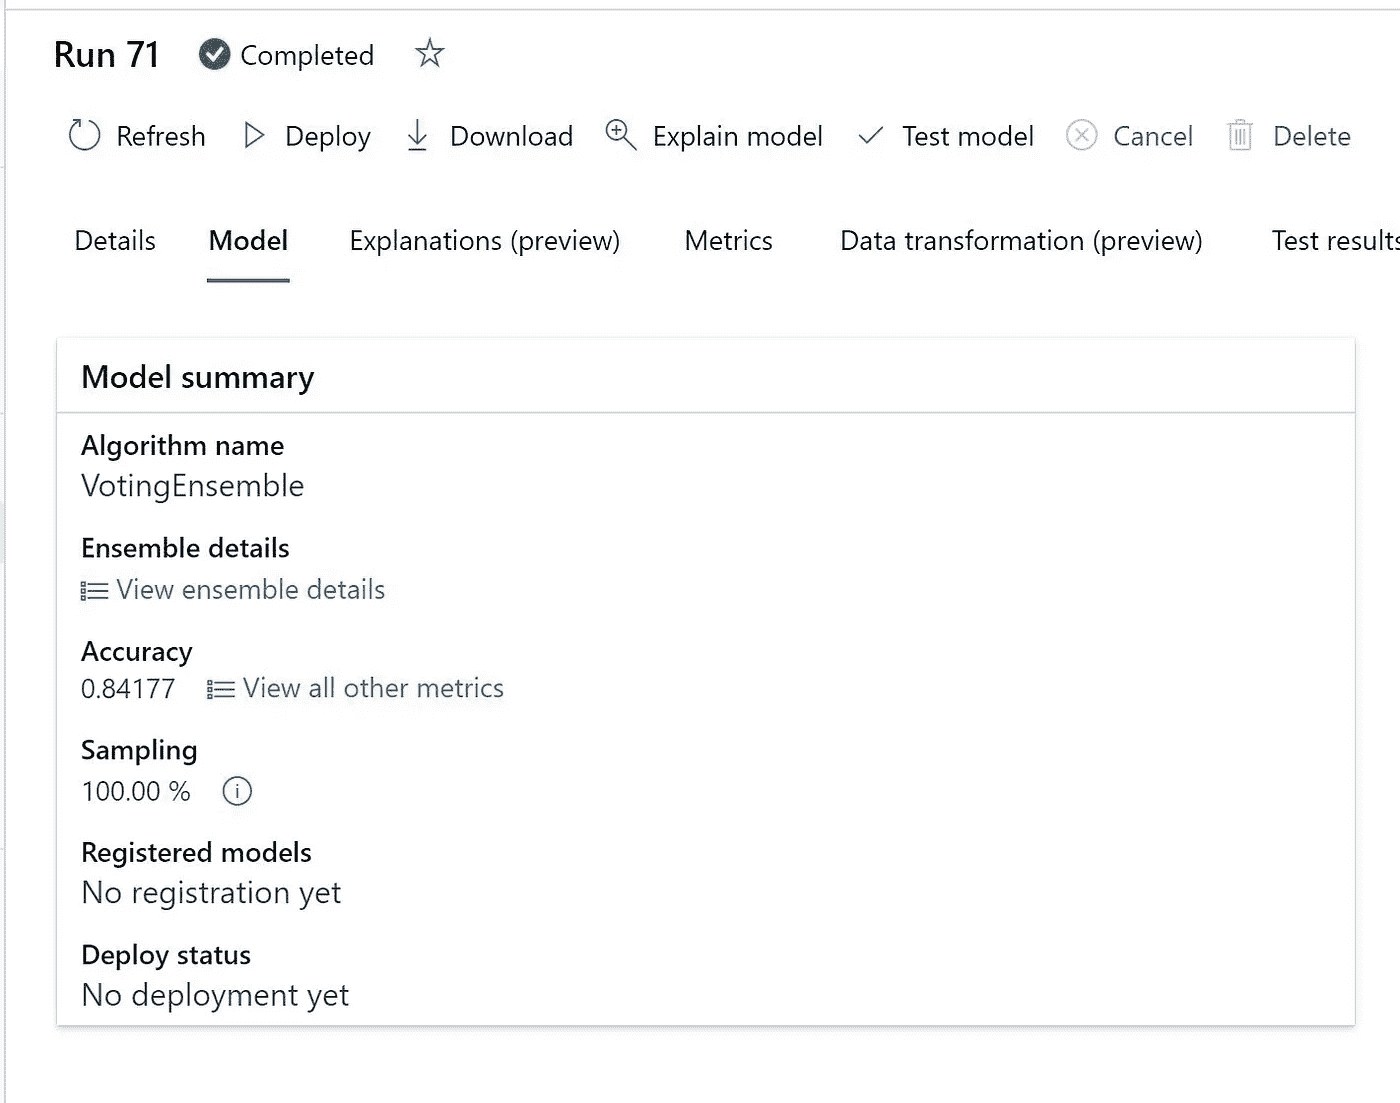 Run 71 Completed
Refresh Deploy Download Explain model Test model Cancel Delete
Details Model Explanations (preview) Metrics Data transformation (preview) Test results
Model summary
Algorithm name
VotingEnsemble
Ensemble details
View ensemble details
Accuracy
0.84177 View all other metrics
Sampling
100.00 %
Registered models
No registration yet
Deploy status
No deployment yet